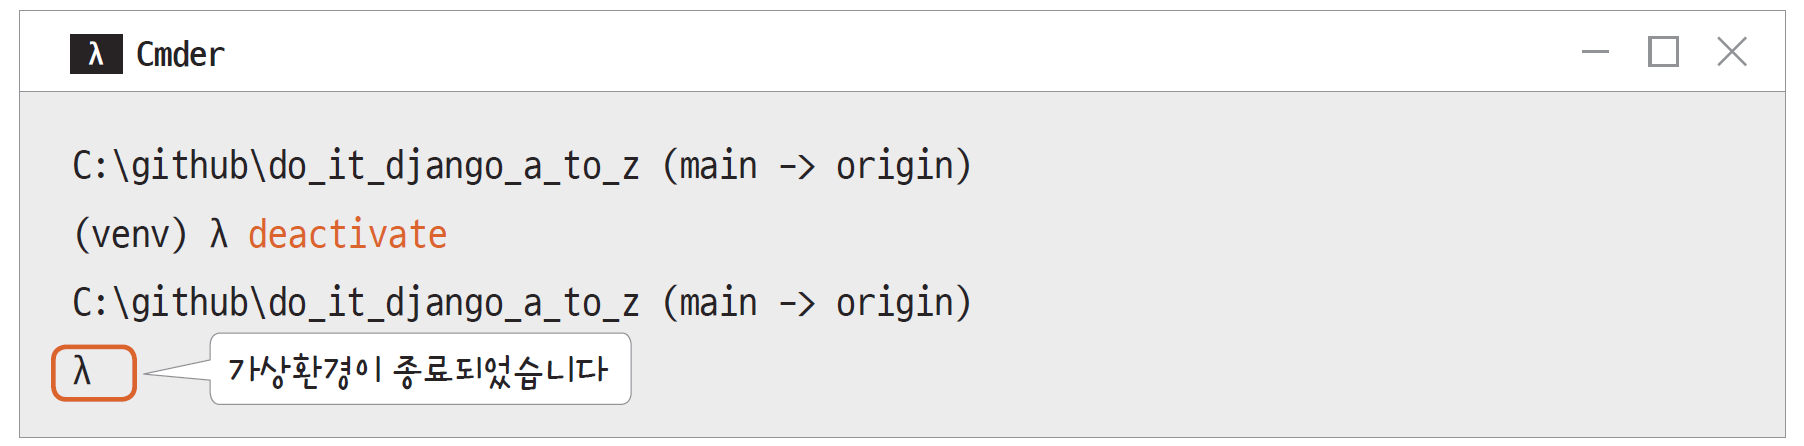 λ Cmder
C:\github\do_it_django_a_to_z (main -> origin)
(venv) λ deactivate
C:\github\do_it_django_a_to_z (main -> origin)
λ 가상환경이 종료되었습니다